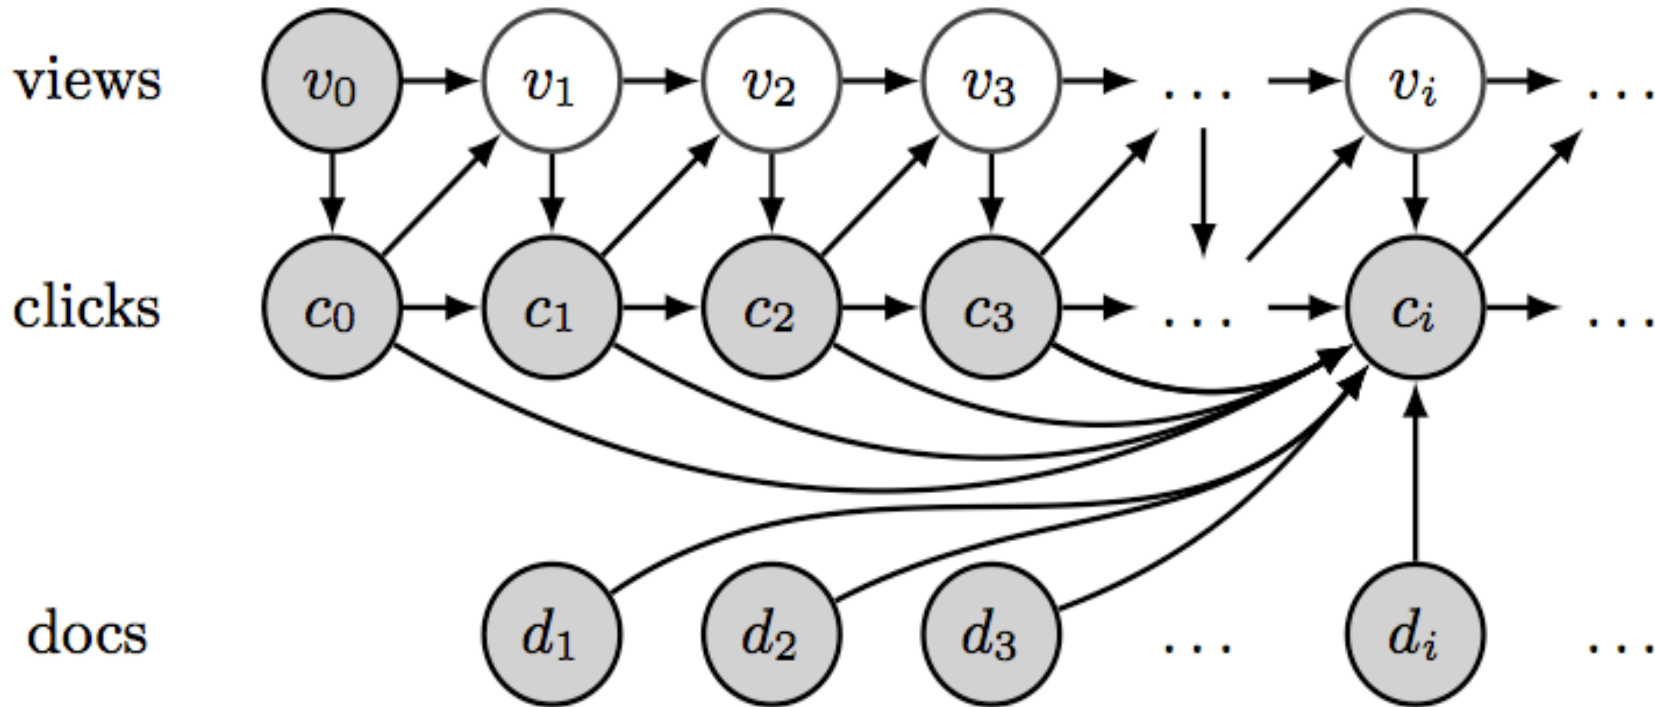 views v₀ v₁ v₂ v₃ ... vᵢ ...
clicks c₀ c₁ c₂ c₃ ... cᵢ ...
docs d₁ d₂ d₃ ... dᵢ ...